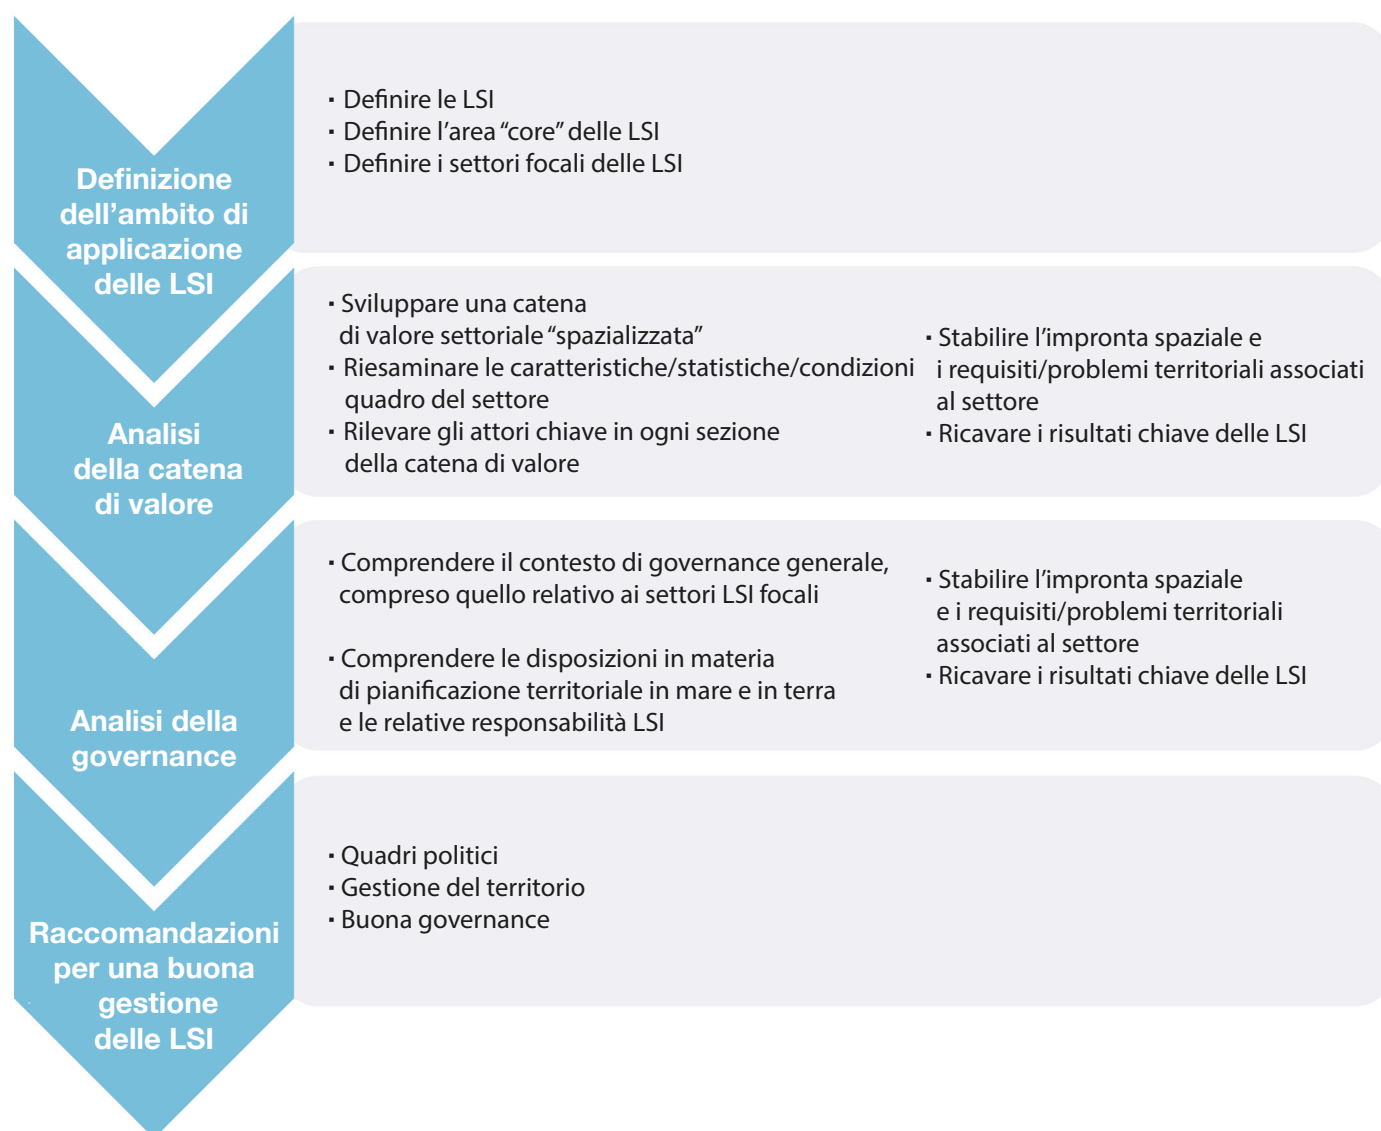 Definizione
dell'ambito di
applicazione
delle LSI
· Definire le LSI
· Definire l'area “core” delle LSI
· Definire i settori focali delle LSI
Analisi
della catena
di valore
· Sviluppare una catena
di valore settoriale “spazializzata”
· Riesaminare le caratteristiche/statistiche/condizioni
quadro del settore
· Rilevare gli attori chiave in ogni sezione
della catena di valore
· Stabilire l'impronta spaziale e
i requisiti/problemi territoriali associati
al settore
· Ricavare i risultati chiave delle LSI
Analisi della
governance
· Comprendere il contesto di governance generale,
compreso quello relativo ai settori LSI focali
· Comprendere le disposizioni in materia
di pianificazione territoriale in mare e in terra
e le relative responsabilità LSI
· Stabilire l'impronta spaziale
e i requisiti/problemi territoriali
associati al settore
· Ricavare i risultati chiave delle LSI
Raccomandazioni
per una buona
gestione
delle LSI
· Quadri politici
· Gestione del territorio
· Buona governance